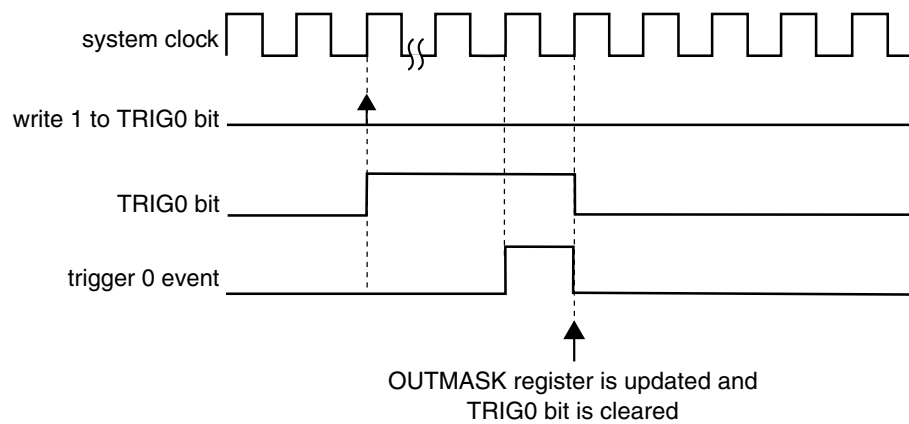 system clock
write 1 to TRIG0 bit
TRIG0 bit
trigger 0 event
OUTMASK register is updated and
TRIG0 bit is cleared